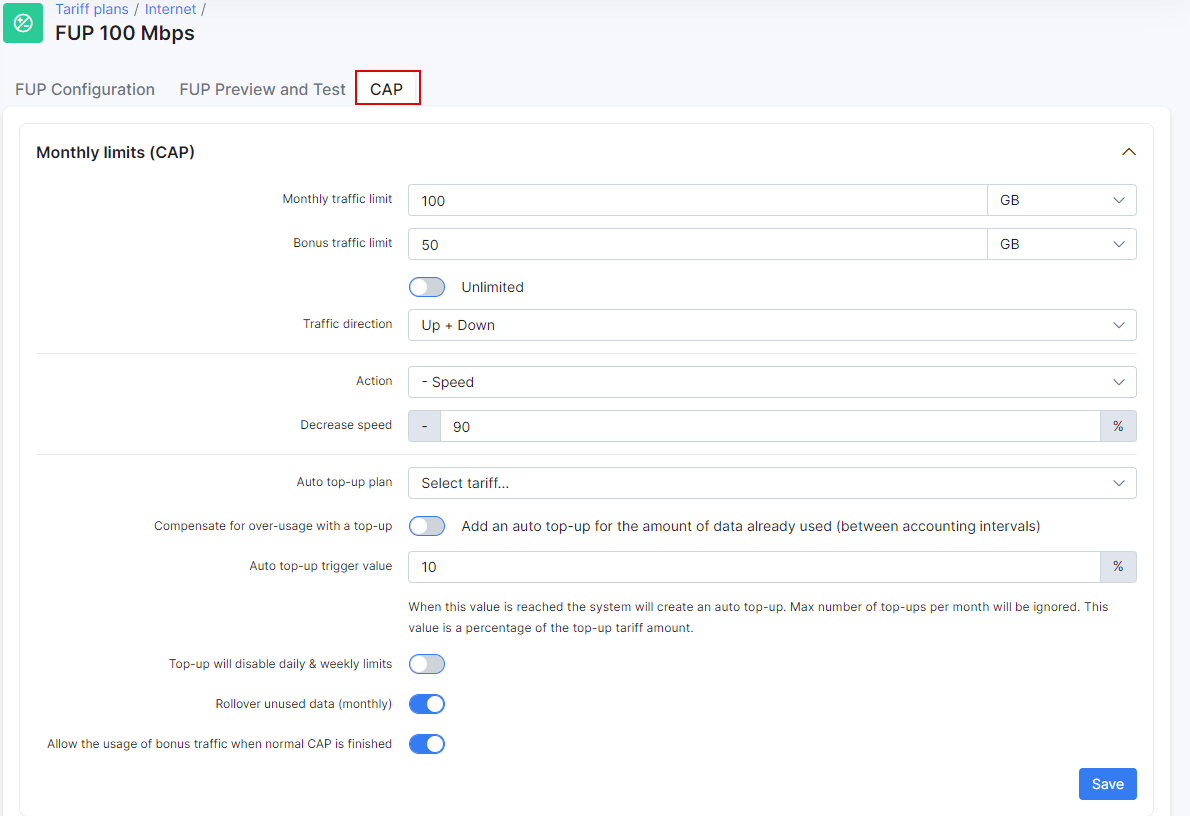 Tariff plans / Internet /
FUP 100 Mbps
FUP Configuration FUP Preview and Test CAP
Monthly limits (CAP)
Monthly traffic limit 100 GB
Bonus traffic limit 50 GB
Unlimited
Traffic direction Up + Down
Action - Speed
Decrease speed - 90 %
Auto top-up plan Select tariff...
Compensate for over-usage with a top-up Add an auto top-up for the amount of data already used (between accounting intervals)
Auto top-up trigger value 10 %
When this value is reached the system will create an auto top-up. Max number of top-ups per month will be ignored. This
value is a percentage of the top-up tariff amount.
Top-up will disable daily & weekly limits
Rollover unused data (monthly)
Allow the usage of bonus traffic when normal CAP is finished
Save